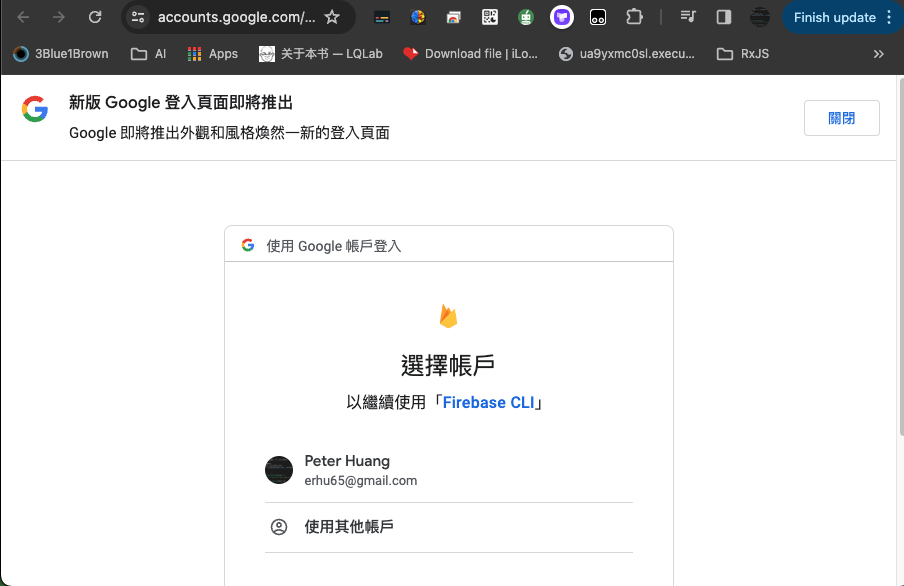 accounts.google.com/...
Finish update
3Blue1Brown
AI
Apps
关于本书 — LQLab
Download file | iLo...
ua9yxmc0sl.execu...
RxJS
»
新版 Google 登入頁面即將推出
Google 即將推出外觀和風格煥然一新的登入頁面
關閉
使用 Google 帳戶登入
選擇帳戶
以繼續使用「Firebase CLI」
Peter Huang
erhu65@gmail.com
使用其他帳戶